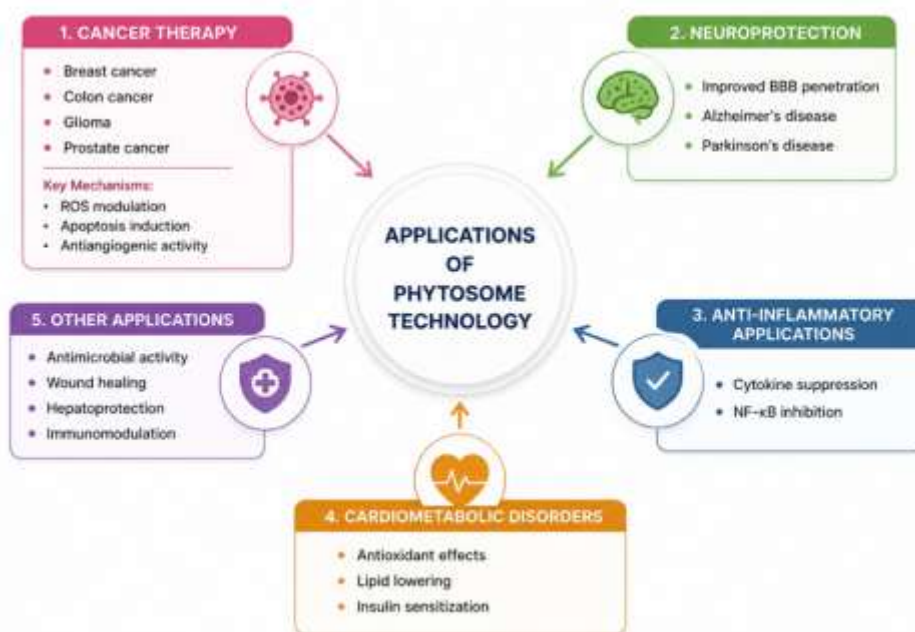 1. CANCER THERAPY
• Breast cancer
• Colon cancer
• Glioma
• Prostate cancer
Key Mechanisms:
• ROS modulation
• Apoptosis induction
• Antiangiogenic activity
2. NEUROPROTECTION
• Improved BBB penetration
• Alzheimer's disease
• Parkinson's disease
APPLICATIONS
OF
PHYTOSOME
TECHNOLOGY
5. OTHER APPLICATIONS
• Antimicrobial activity
• Wound healing
• Hepatoprotection
• Immunomodulation
3. ANTI-INFLAMMATORY
APPLICATIONS
• Cytokine suppression
• NF-κB inhibition
4. CARDIOMETABOLIC DISORDERS
• Antioxidant effects
• Lipid lowering
• Insulin sensitization